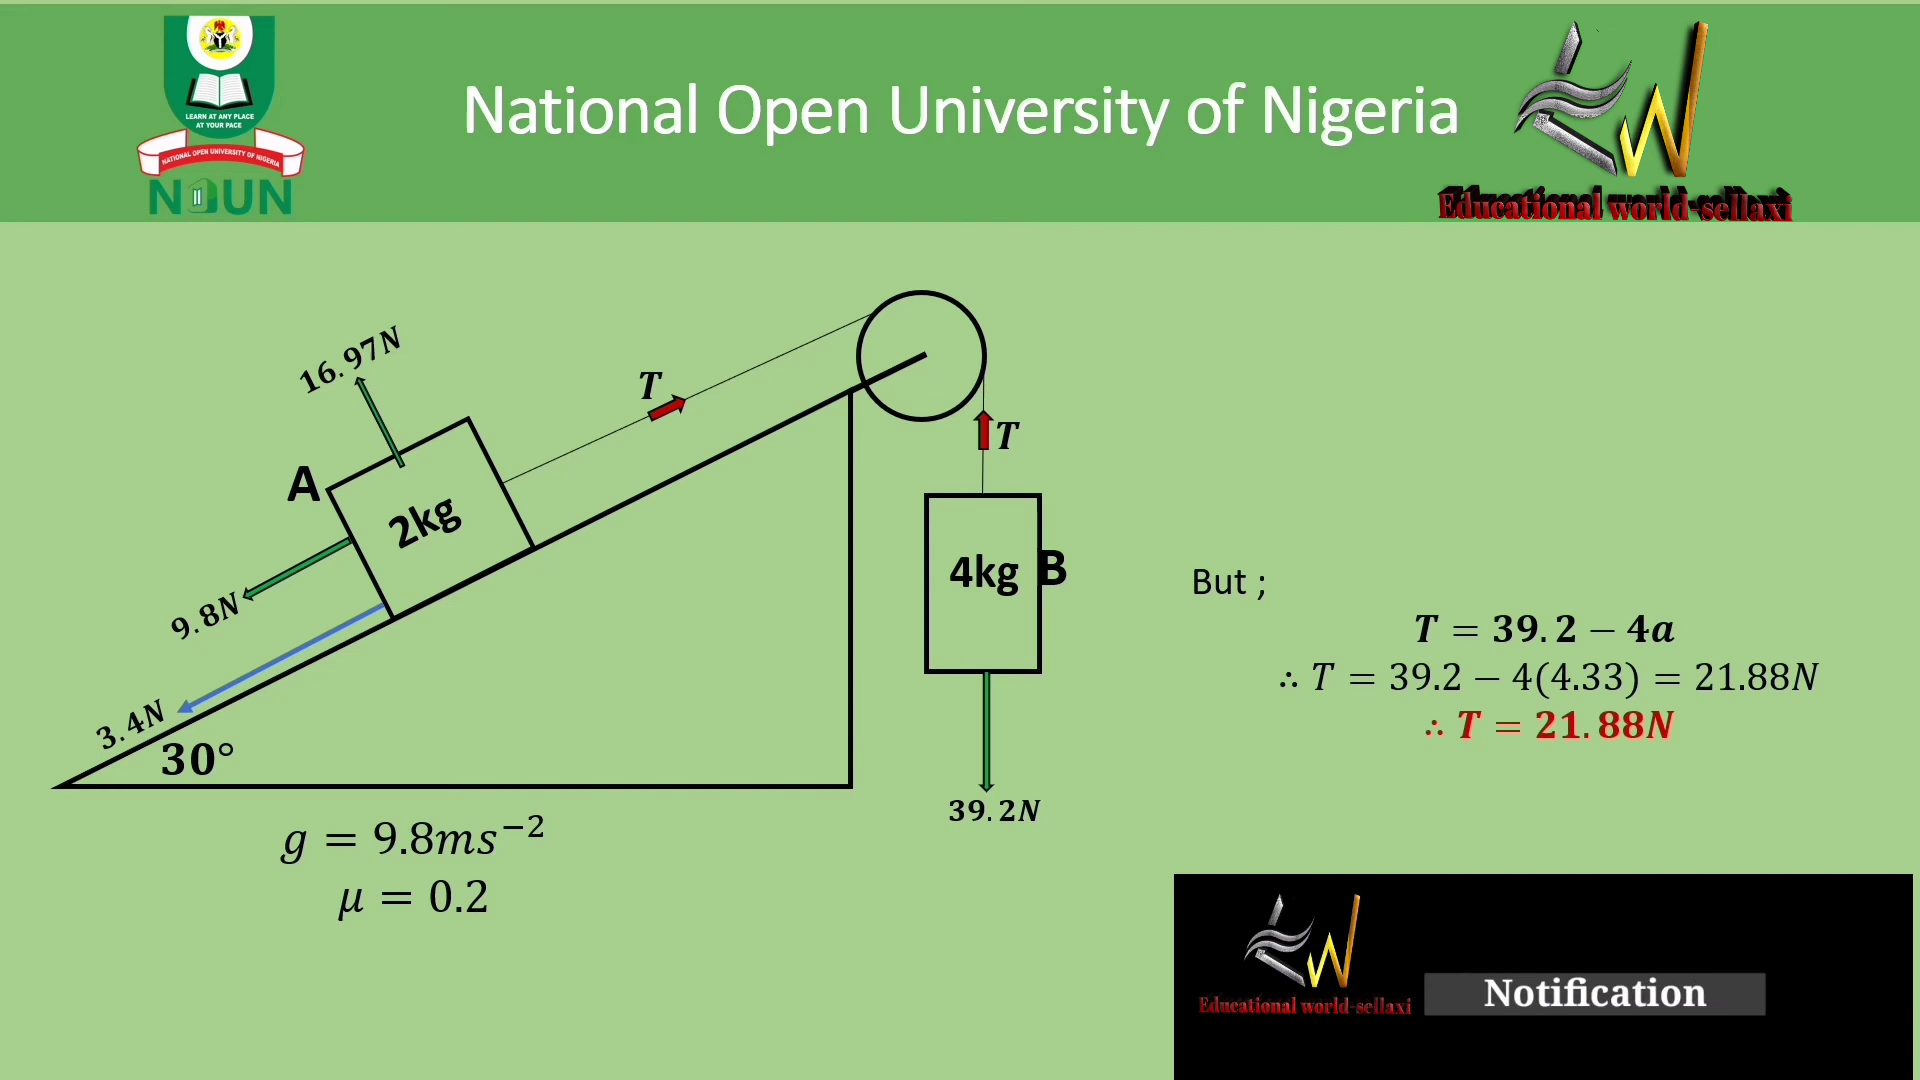 LEARN AT ANY PLACE
AT YOUR PACE
NATIONAL OPEN UNIVERSITY OF NIGERIA
NOUN
National Open University of Nigeria
Educational world-sellaxi
16.97N
T
T
A
2kg
4kg
B
9.8N
3.4N
30°
39.2N
g = 9.8ms⁻²
μ = 0.2
But ;
T = 39.2 − 4a
∴ T = 39.2 − 4(4.33) = 21.88N
∴ T = 21.88N
Educational world-sellaxi
Notification